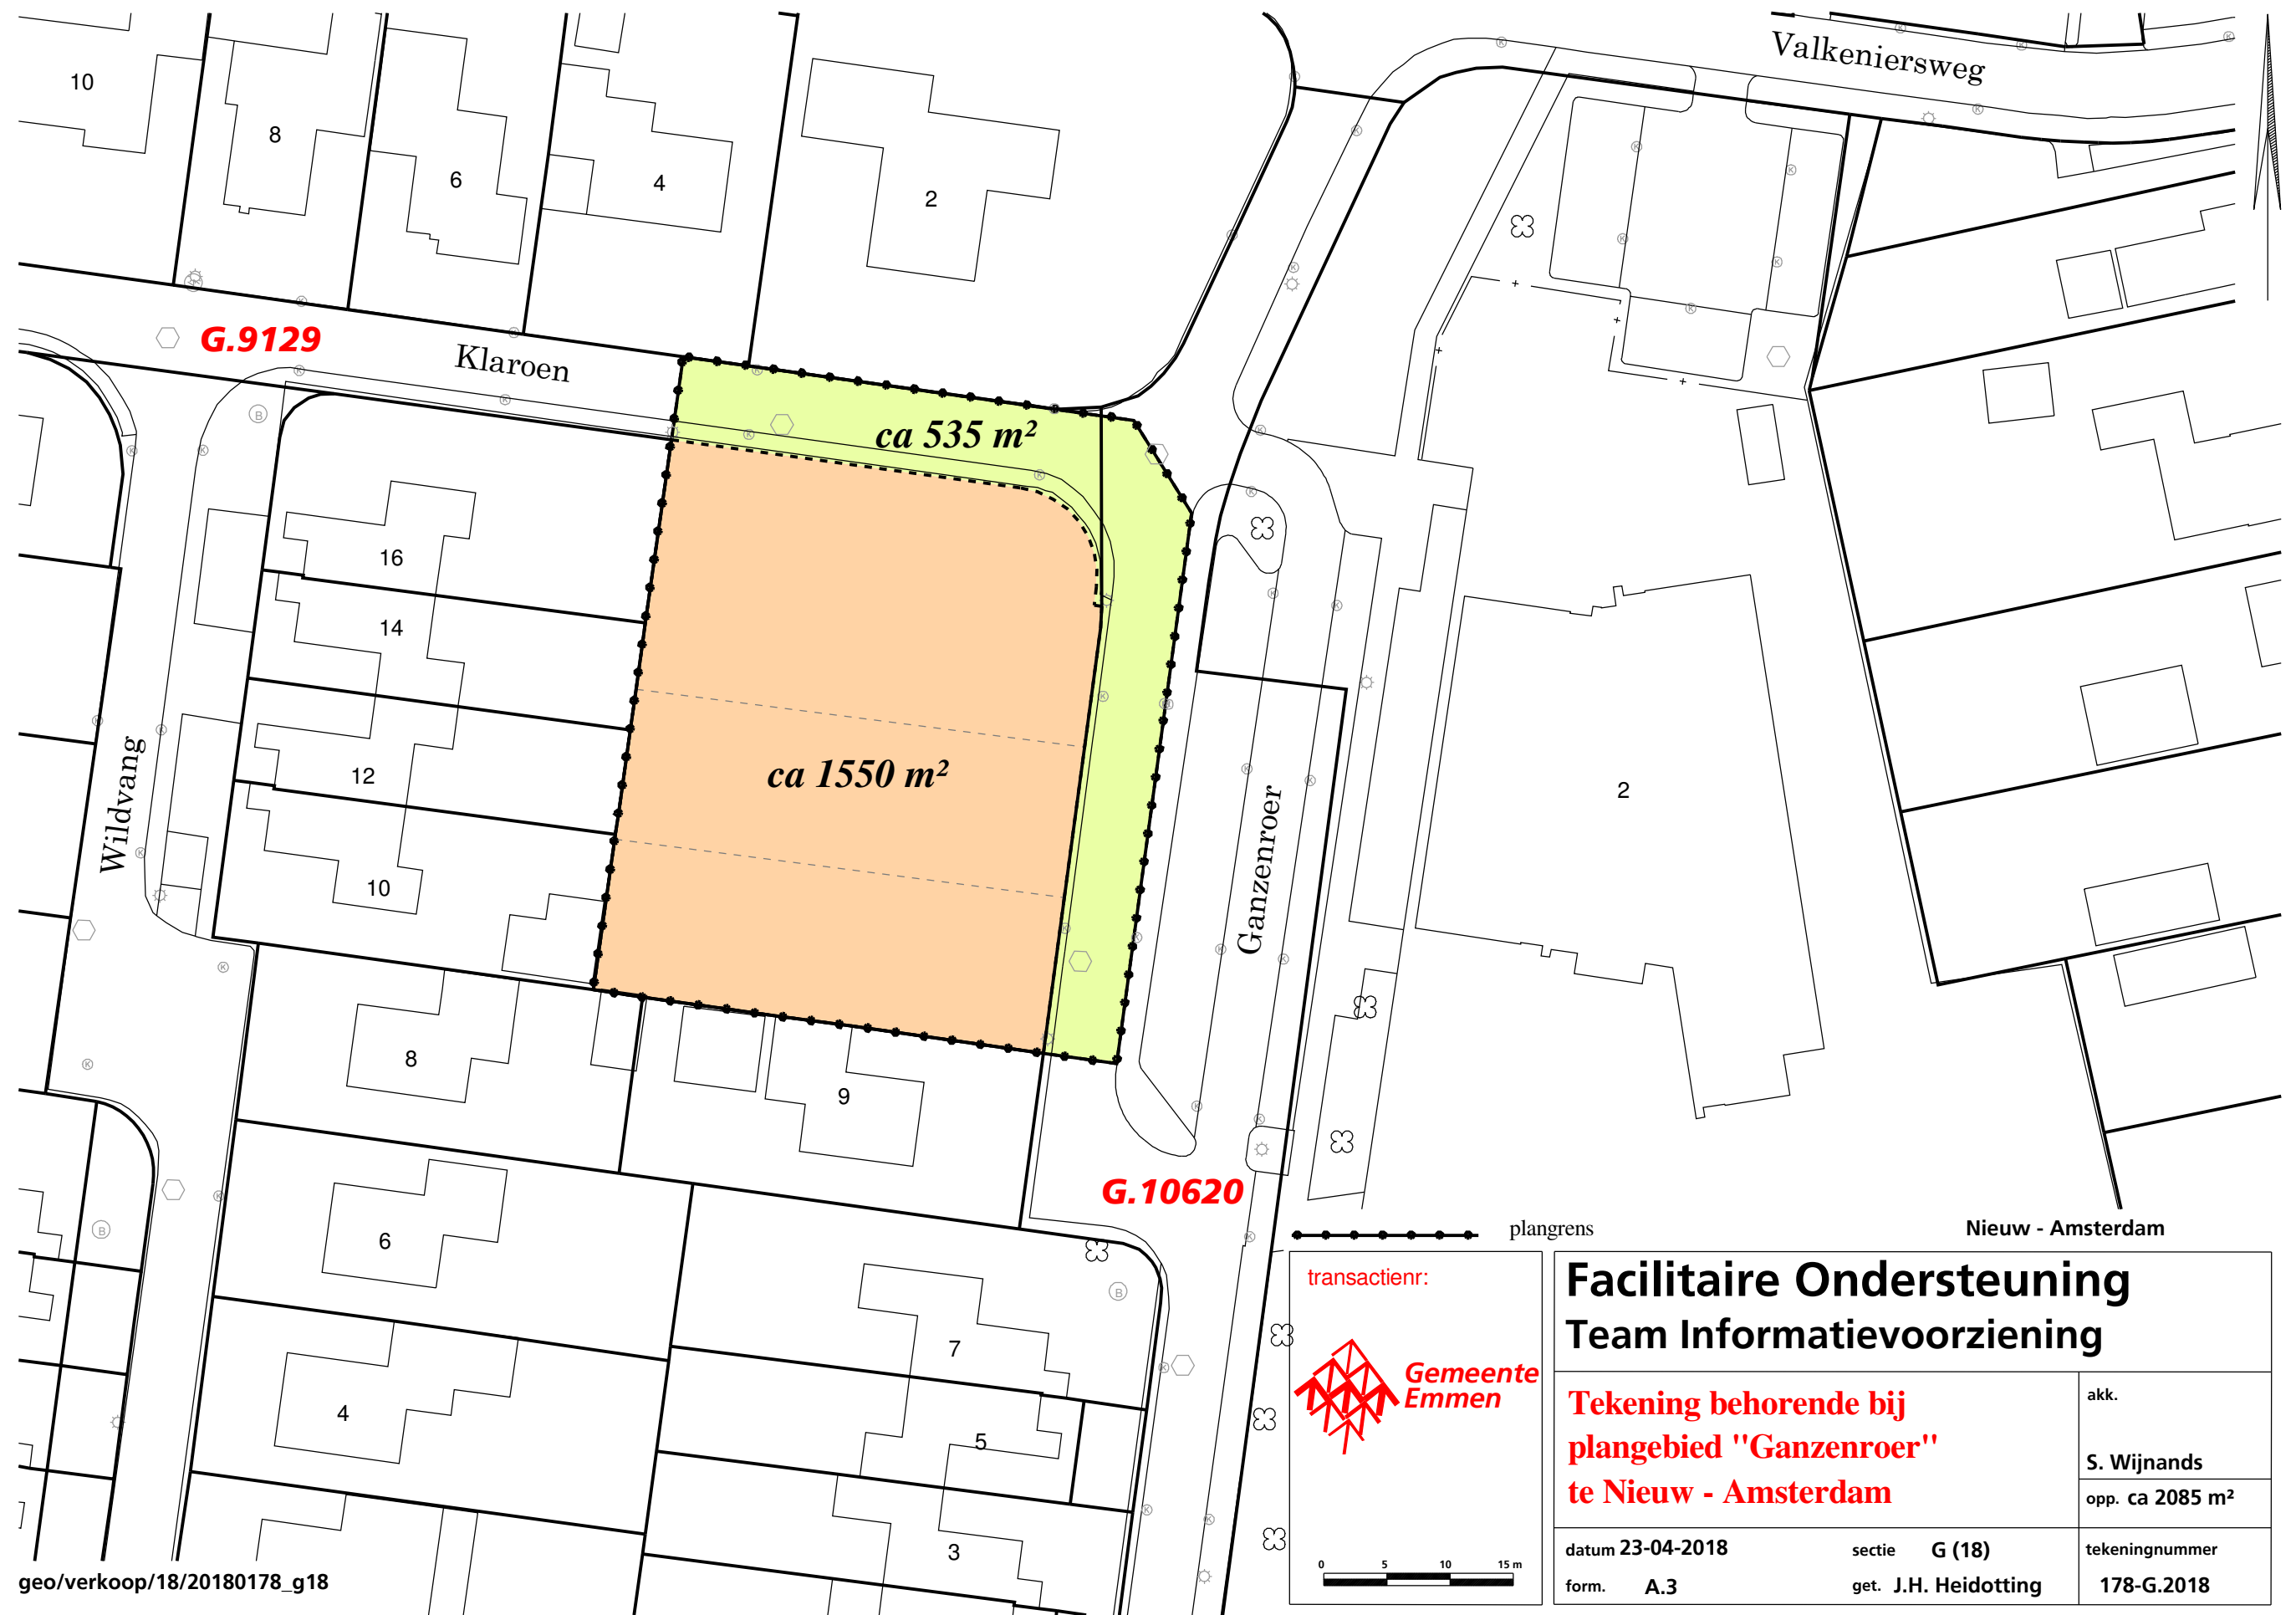 Valkeniersweg
10
8
6
4
2
G.9129
Klaroen
ca 535 m²
B
16
14
12
10
ca 1550 m²
Wildvang
Ganzenroer
2
8
9
G.10620
B
6
B
7
4
5
3
plangrens
Nieuw - Amsterdam
transactienr:
Gemeente
Emmen
0 5 10 15 m
Facilitaire Ondersteuning
Team Informatievoorziening
Tekening behorende bij
plangebied "Ganzenroer"
te Nieuw - Amsterdam
akk.
S. Wijnands
opp. ca 2085 m²
datum 23-04-2018
sectie G (18)
tekeningnummer
form. A.3
get. J.H. Heidotting
178-G.2018
geo/verkoop/18/20180178_g18